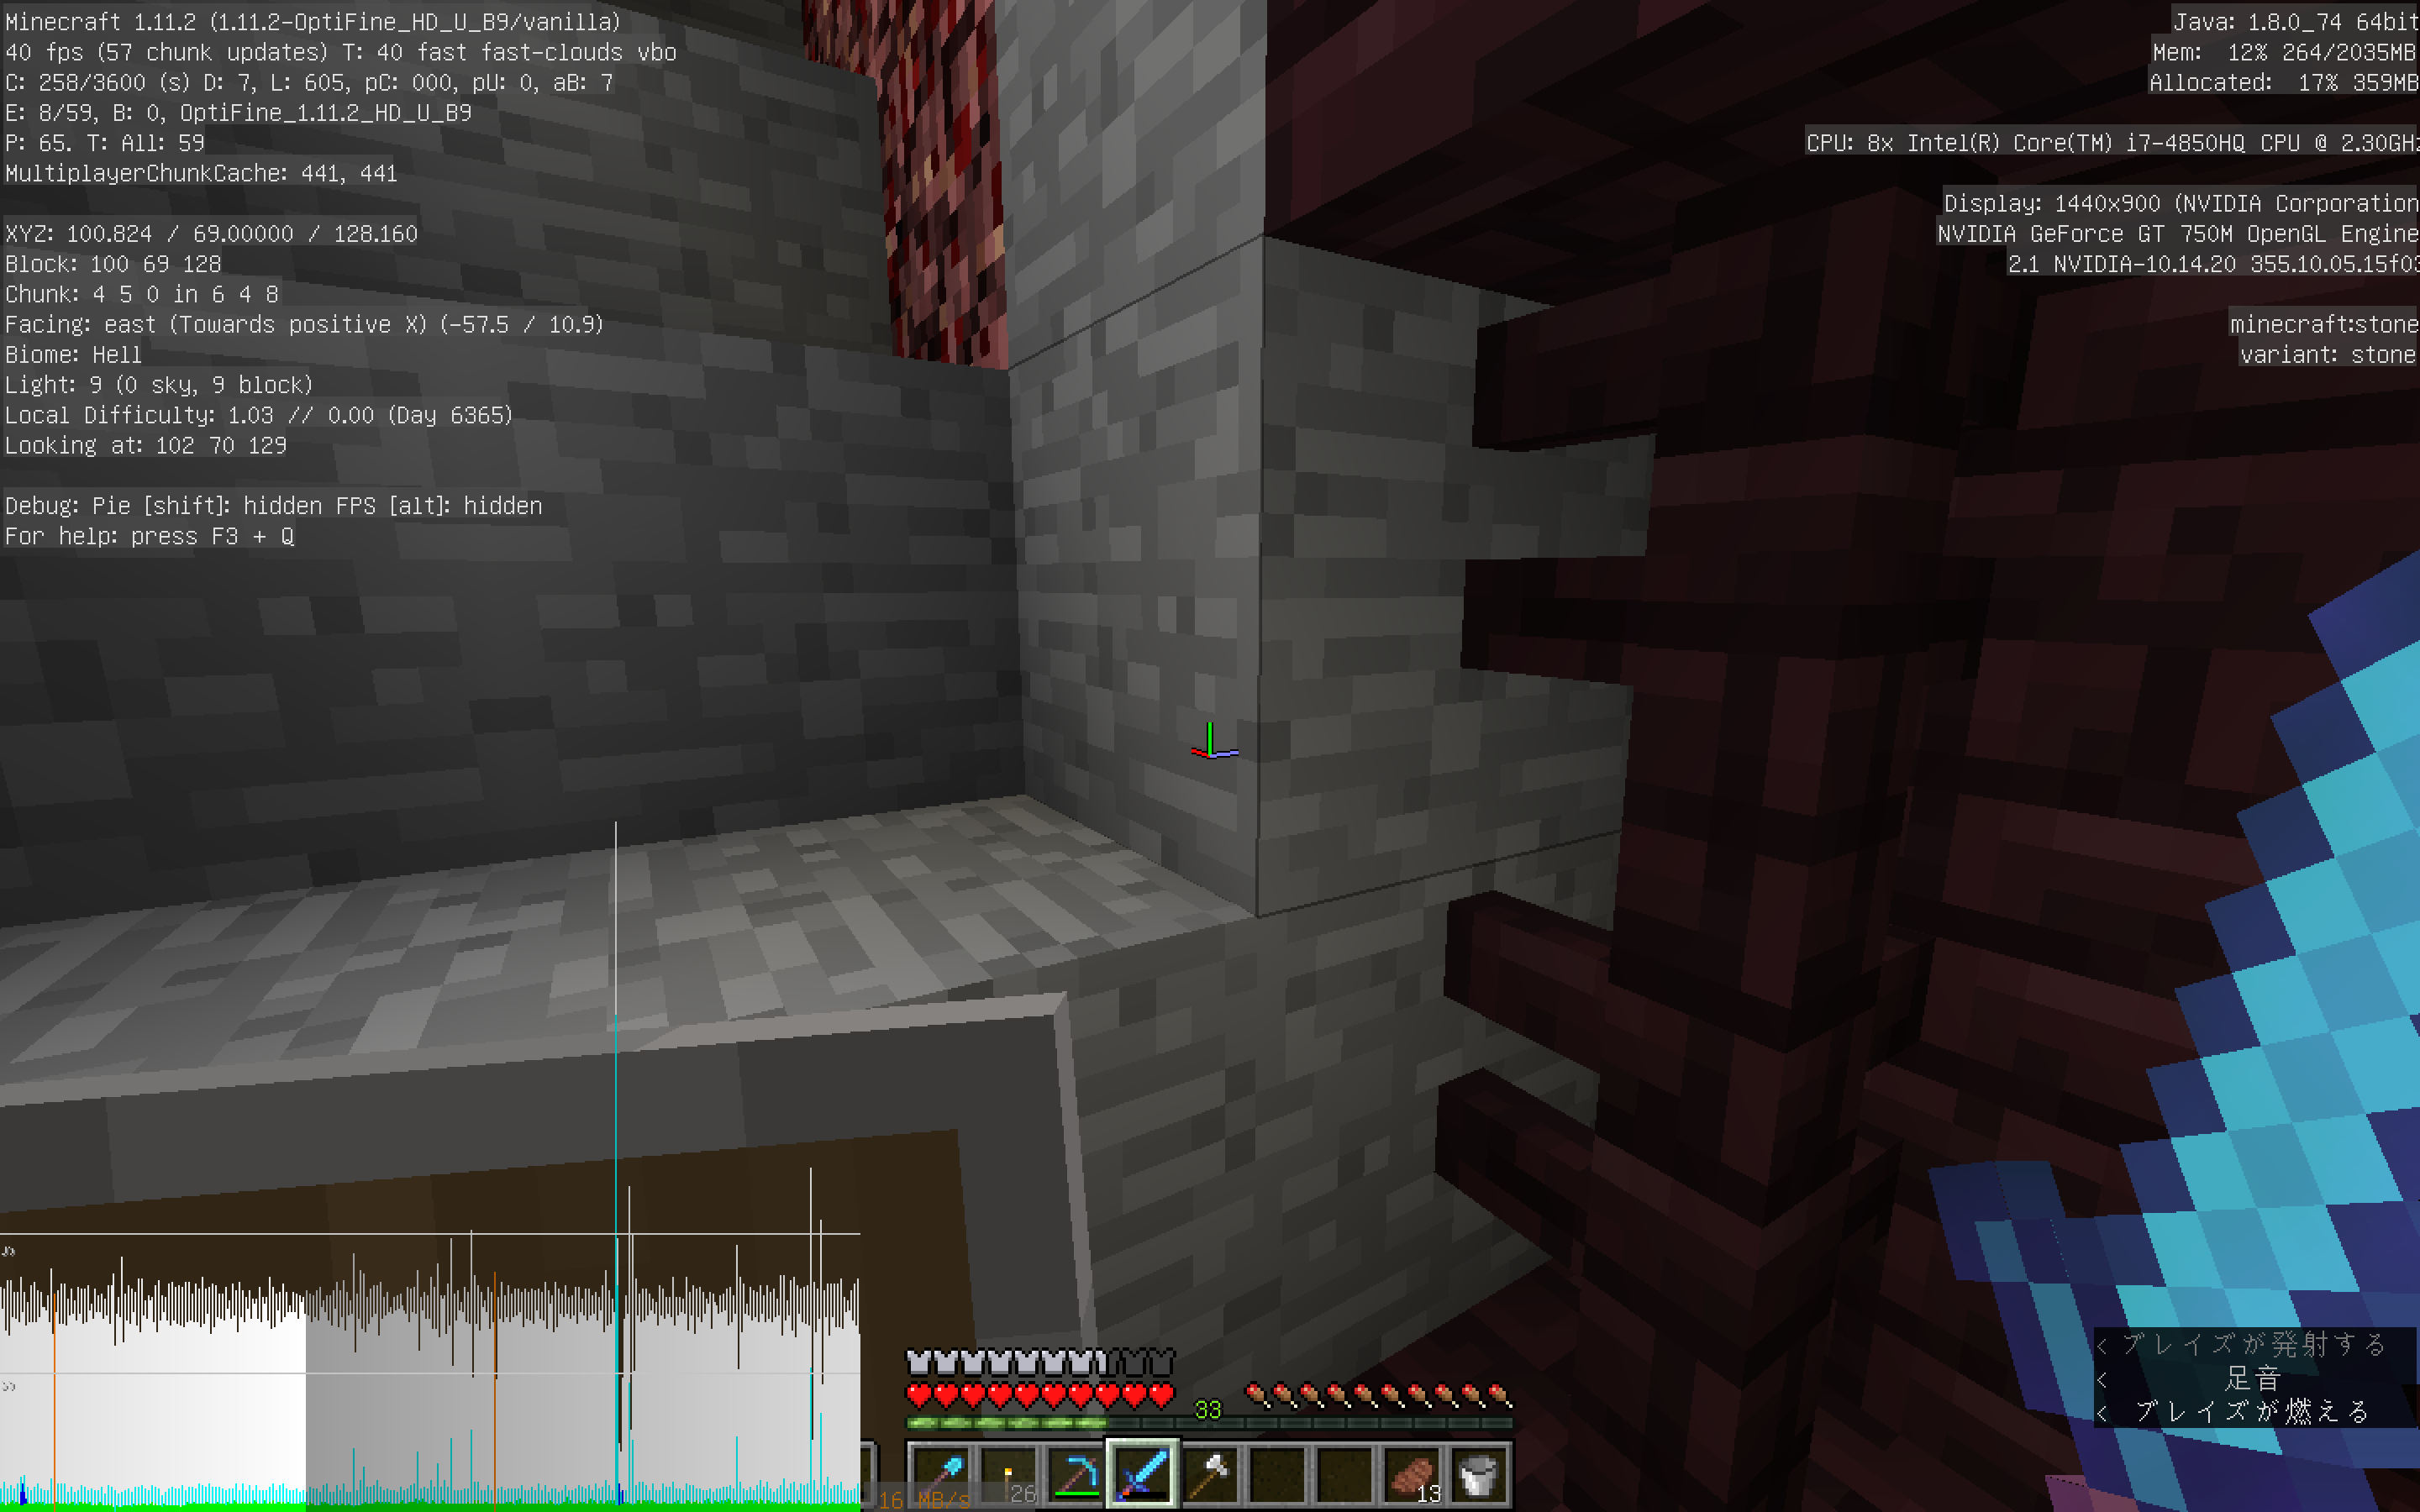 Minecraft 1.11.2 (1.11.2-OptiFine_HD_U_B9/vanilla)
40 fps (57 chunk updates) T: 40 fast fast-clouds vbo
C: 258/3600 (s) D: 7, L: 605, pC: 000, pU: 0, aB: 7
E: 8/59, B: 0, OptiFine_1.11.2_HD_U_B9
P: 65. T: All: 59
MultiplayerChunkCache: 441, 441
XYZ: 100.824 / 69.00000 / 128.160
Block: 100 69 128
Chunk: 4 5 0 in 6 4 8
Facing: east (Towards positive X) (-57.5 / 10.9)
Biome: Hell
Light: 9 (0 sky, 9 block)
Local Difficulty: 1.03 // 0.00 (Day 6365)
Looking at: 102 70 129
Debug: Pie [shift]: hidden FPS [alt]: hidden
For help: press F3 + Q
Java: 1.8.0_74 64bit
Mem: 12% 264/2035MB
Allocated: 17% 359MB
CPU: 8x Intel(R) Core(TM) i7-4850HQ CPU @ 2.30GHz
Display: 1440x900 (NVIDIA Corporation
NVIDIA GeForce GT 750M OpenGL Engine
2.1 NVIDIA-10.14.20 355.10.05.15f03
minecraft:stone
variant: stone
< ブレイズが発射する
< 足音
< ブレイズが燃える
33
16 MB/s
26
13